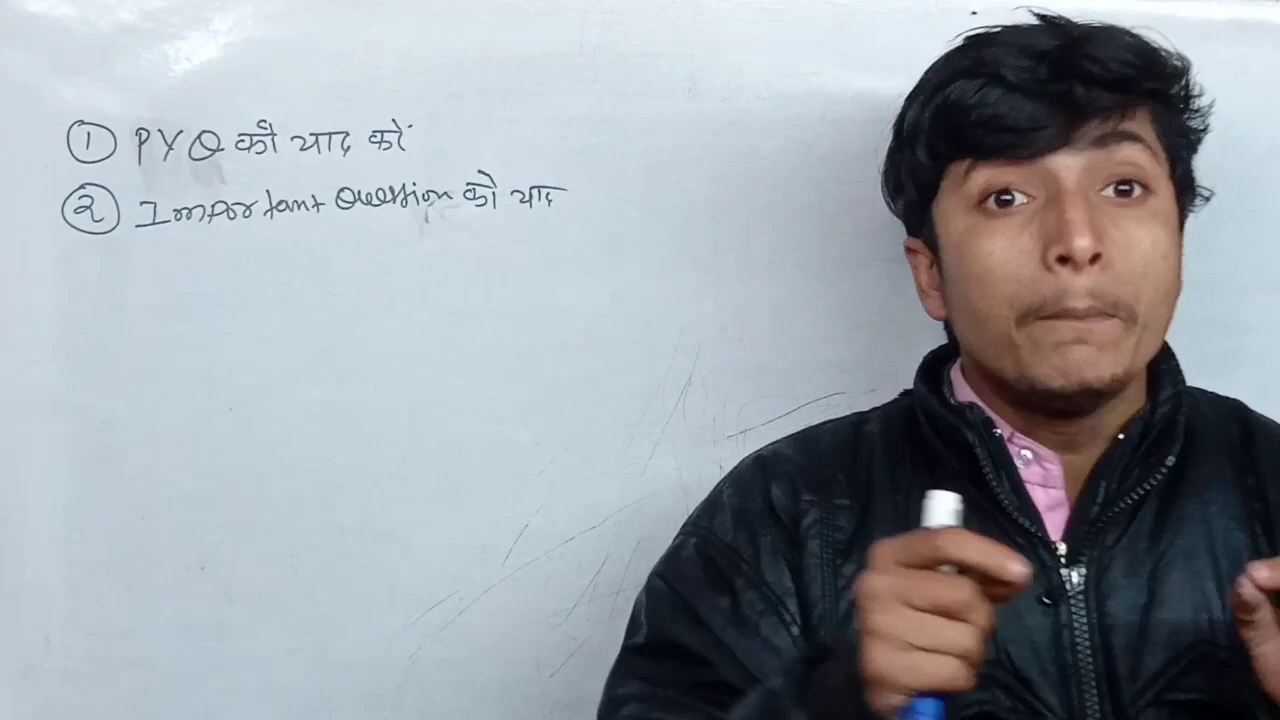 ① PYQ को याद करें
② Important Question को याद